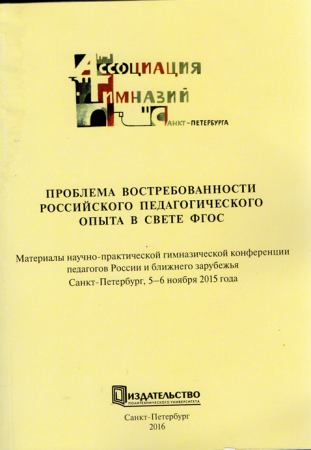 АССОЦИАЦИЯ
ГИМНАЗИЙ
САНКТ-ПЕТЕРБУРГА
ПРОБЛЕМА ВОСТРЕБОВАННОСТИ
РОССИЙСКОГО ПЕДАГОГИЧЕСКОГО
ОПЫТА В СВЕТЕ ФГОС
Материалы научно-практической гимназической конференции
педагогов России и ближнего зарубежья
Санкт-Петербург, 5–6 ноября 2015 года
ИЗДАТЕЛЬСТВО
ПОЛИТЕХНИЧЕСКОГО УНИВЕРСИТЕТА
Санкт-Петербург
2016